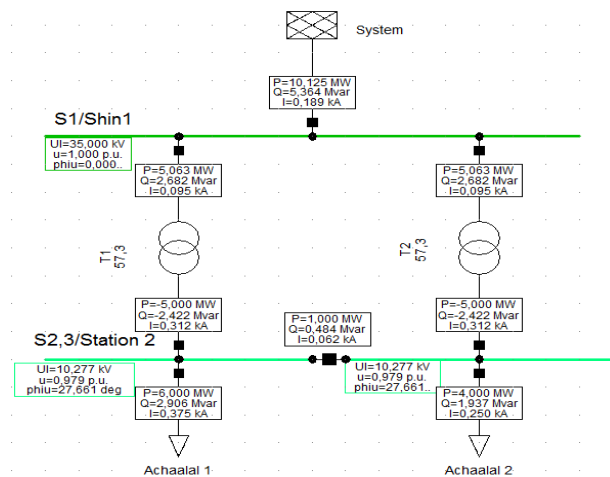 System
P=10,125 MW
Q=5,364 Mvar
I=0,189 kA
S1/Shin1
Ul=35,000 kV
u=1,000 p.u.
phiu=0,000..
P=5,063 MW
Q=2,682 Mvar
I=0,095 kA
P=5,063 MW
Q=2,682 Mvar
I=0,095 kA
T1
57,3
T2
57,3
P=-5,000 MW
Q=-2,422 Mvar
I=0,312 kA
P=1,000 MW
Q=0,484 Mvar
I=0,062 kA
P=-5,000 MW
Q=-2,422 Mvar
I=0,312 kA
S2,3/Station 2
Ul=10,277 kV
u=0,979 p.u.
phiu=27,661 deg
Ul=10,277 kV
u=0,979 p.u.
phiu=27,661..
P=6,000 MW
Q=2,906 Mvar
I=0,375 kA
P=4,000 MW
Q=1,937 Mvar
I=0,250 kA
Achaalal 1
Achaalal 2